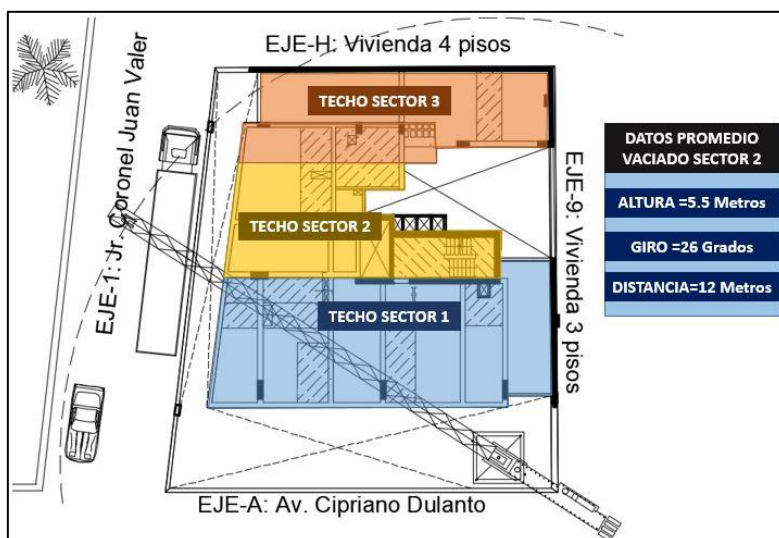 EJE-H: Vivienda 4 pisos
EJE-1: Jr. Coronel Juan Valer
TECHO SECTOR 3
TECHO SECTOR 2
TECHO SECTOR 1
EJE-9: Vivienda 3 pisos
EJE-A: Av. Cipriano Dulanto
DATOS PROMEDIO
VACIADO SECTOR 2
ALTURA =5.5 Metros
GIRO =26 Grados
DISTANCIA=12 Metros